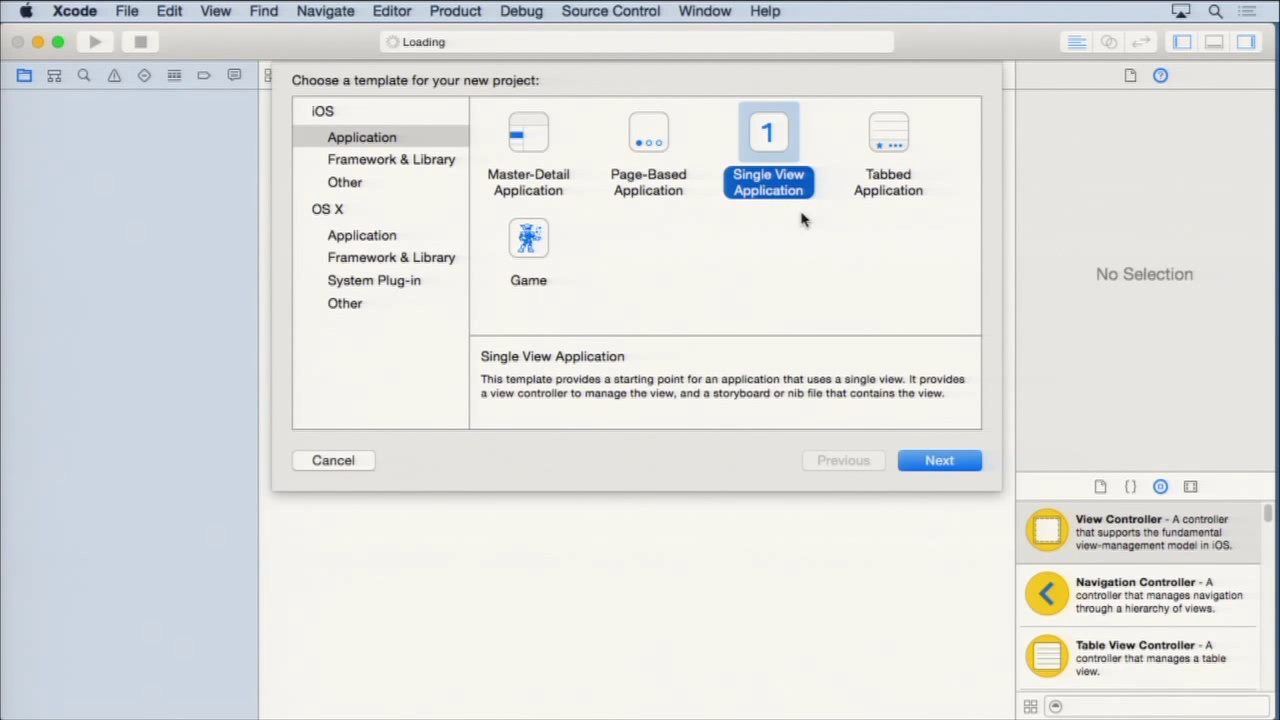 Xcode File Edit View Find Navigate Editor Product Debug Source Control Window Help
Loading
Choose a template for your new project:
iOS
Application
Framework & Library
Other
OS X
Application
Framework & Library
System Plug-in
Other
Master-Detail
Application
Page-Based
Application
1
Single View
Application
Tabbed
Application
Game
Single View Application
This template provides a starting point for an application that uses a single view. It provides
a view controller to manage the view, and a storyboard or nib file that contains the view.
Cancel
Previous
Next
No Selection
View Controller - A controller
that supports the fundamental
view-management model in iOS.
Navigation Controller - A
controller that manages navigation
through a hierarchy of views.
Table View Controller - A
controller that manages a table
view.